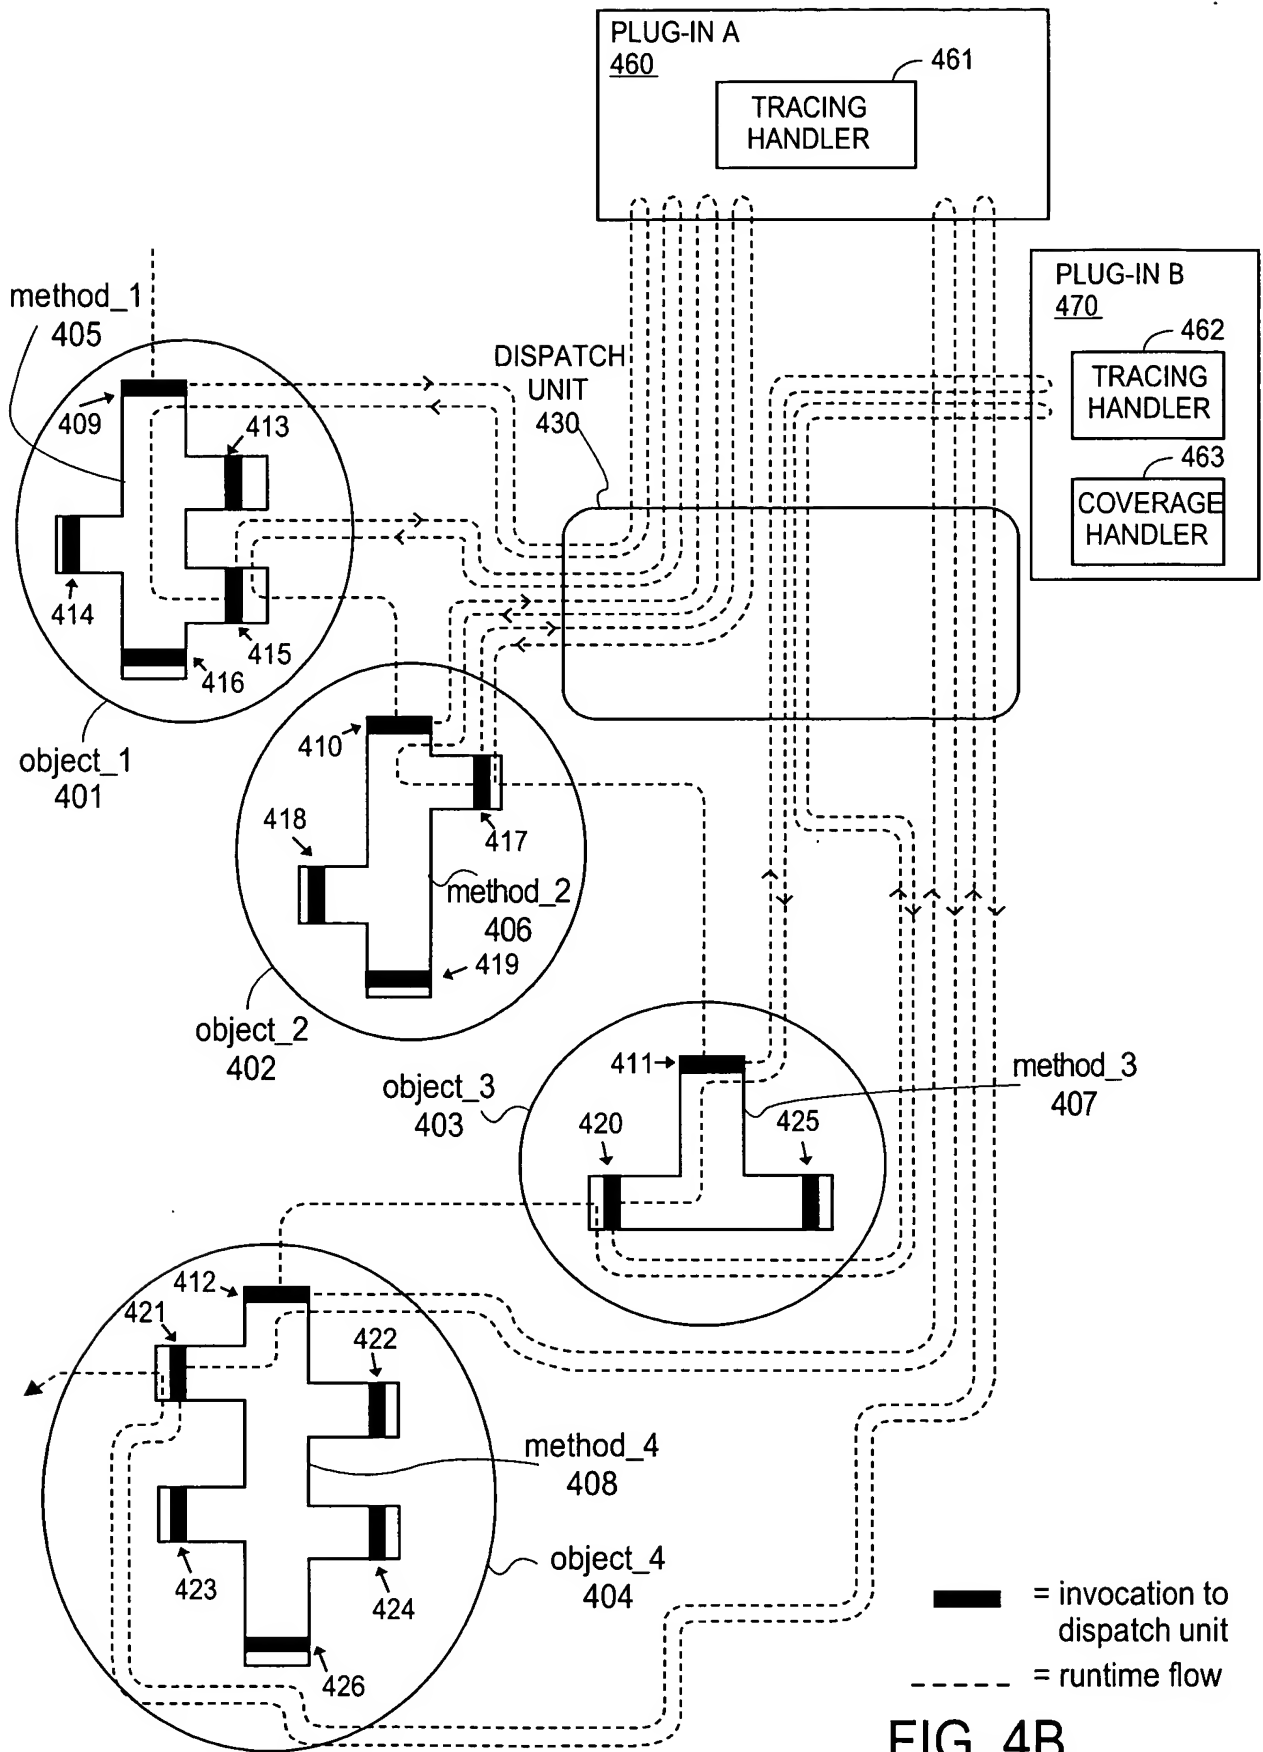 PLUG-IN A
460
461
TRACING
HANDLER
PLUG-IN B
470
462
TRACING
HANDLER
463
COVERAGE
HANDLER
method_1
405
DISPATCH
UNIT
430
409
413
414
415
416
object_1
401
410
418
417
method_2
406
419
object_2
402
411
method_3
407
object_3
403
420
425
412
421
422
method_4
408
423
424
object_4
404
426
= invocation to
dispatch unit
= runtime flow
FIG. 4B